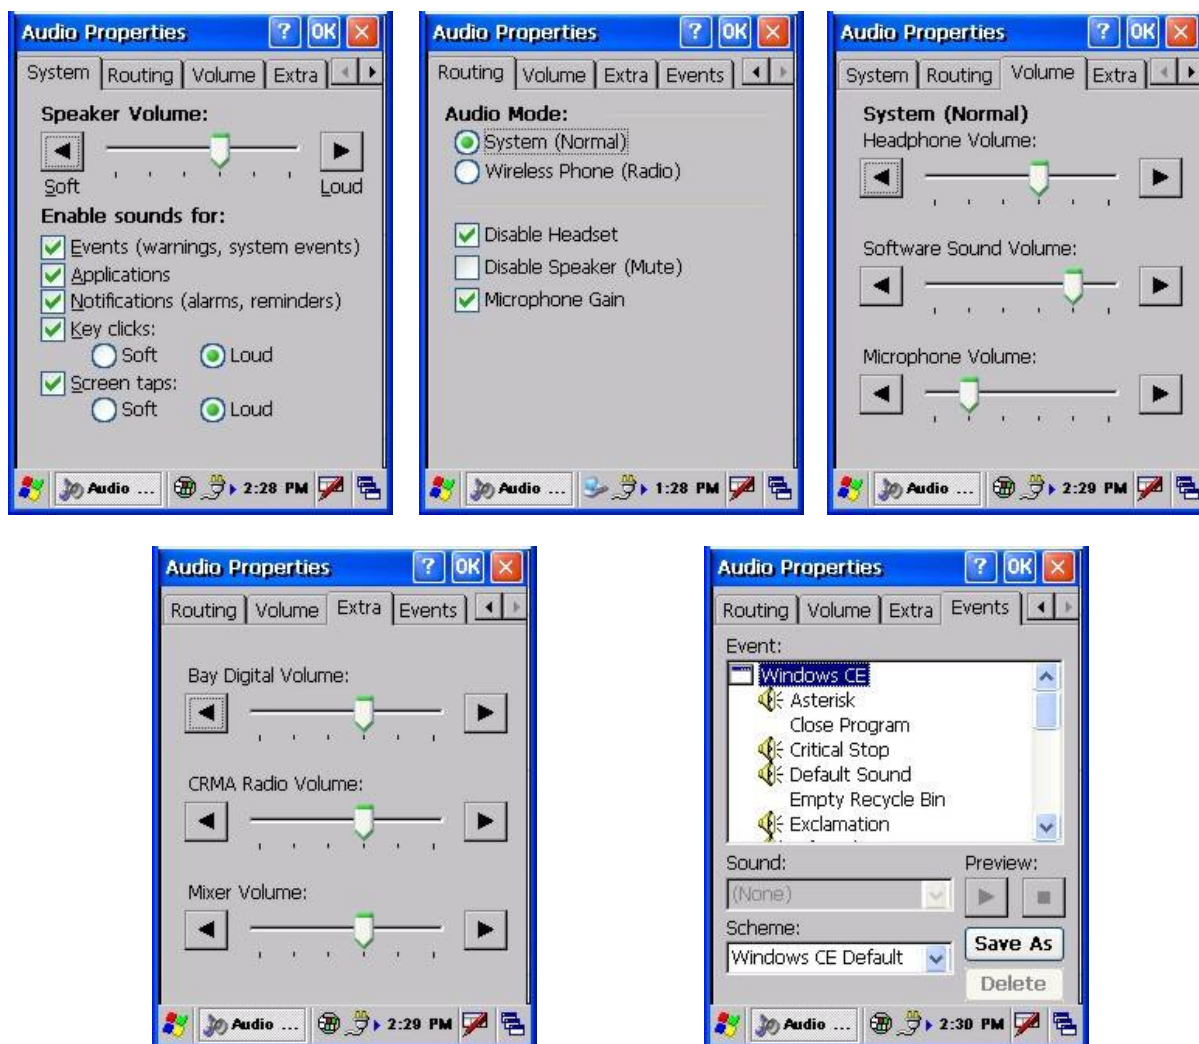 Audio Properties ? OK
System Routing Volume Extra
Speaker Volume:
Soft Loud
Enable sounds for:
Events (warnings, system events)
Applications
Notifications (alarms, reminders)
Key clicks:
Soft Loud
Screen taps:
Soft Loud
Audio ... 2:28 PM
Audio Properties ? OK
Routing Volume Extra Events
Audio Mode:
System (Normal)
Wireless Phone (Radio)
Disable Headset
Disable Speaker (Mute)
Microphone Gain
Audio ... 1:28 PM
Audio Properties ? OK
System Routing Volume Extra
System (Normal)
Headphone Volume:
Software Sound Volume:
Microphone Volume:
Audio ... 2:29 PM
Audio Properties ? OK
Routing Volume Extra Events
Bay Digital Volume:
CRMA Radio Volume:
Mixer Volume:
Audio ... 2:29 PM
Audio Properties ? OK
Routing Volume Extra Events
Event:
Windows CE
Asterisk
Close Program
Critical Stop
Default Sound
Empty Recycle Bin
Exclamation
Sound: Preview:
(None)
Scheme:
Save As
Windows CE Default
Delete
Audio ... 2:30 PM